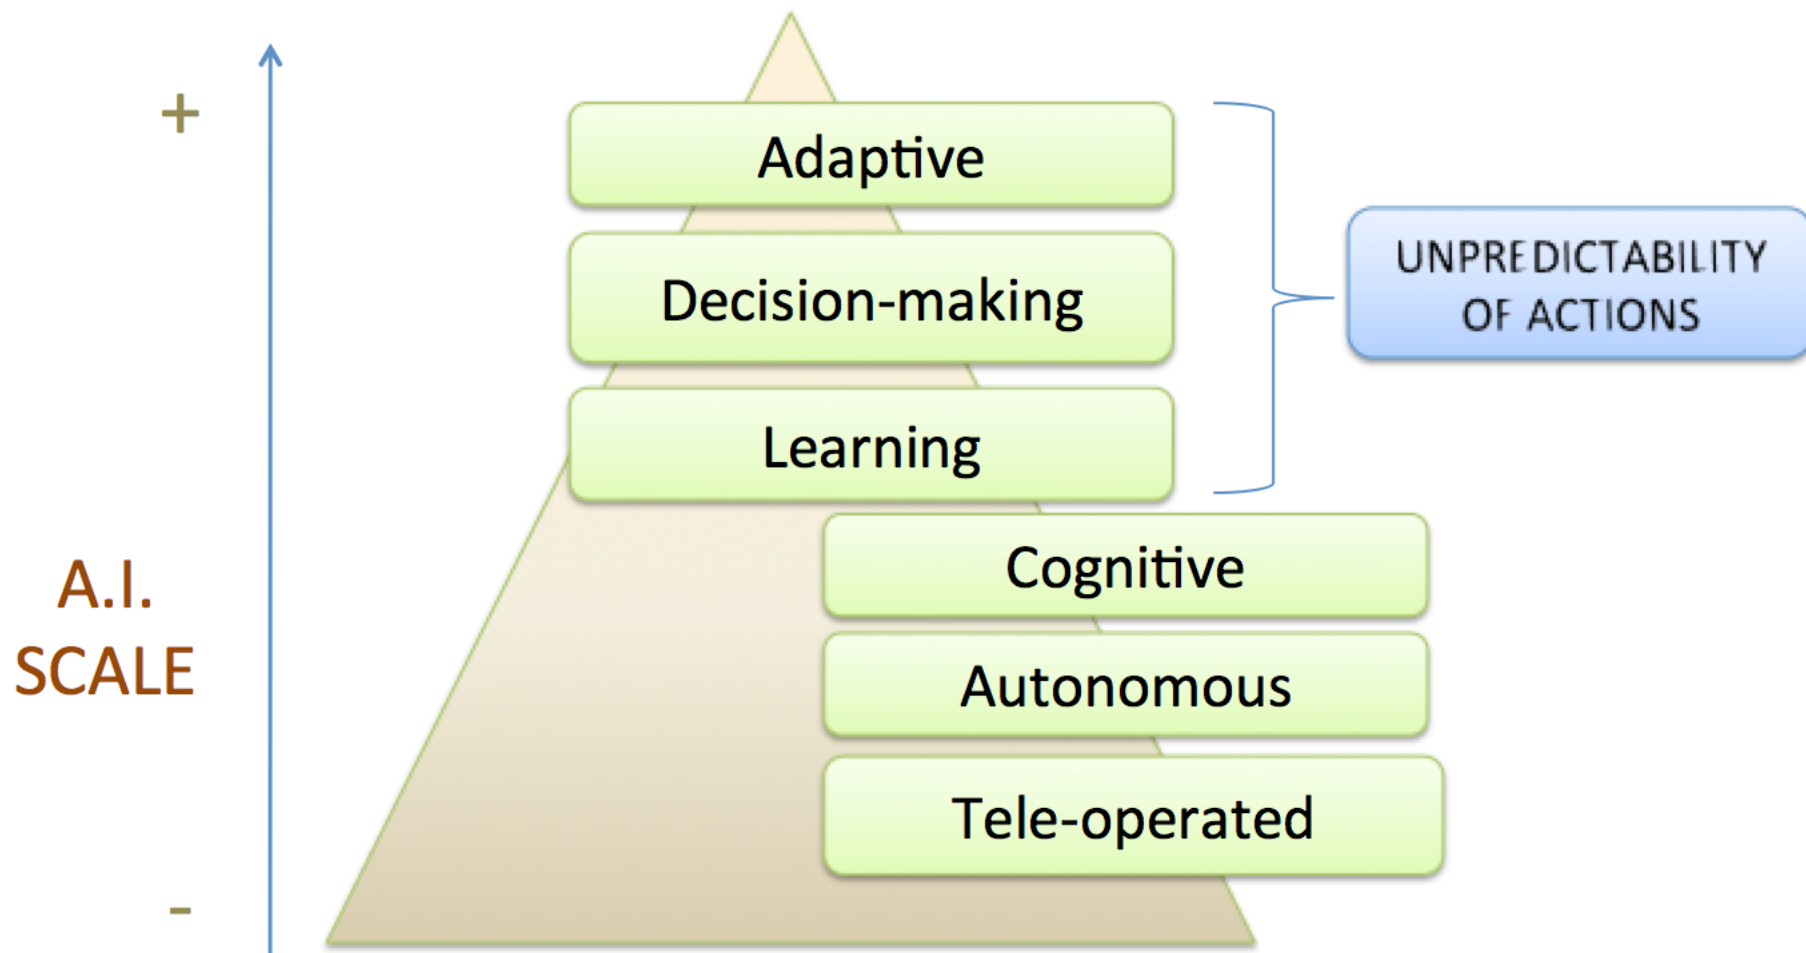 +
Adaptive
Decision-making
UNPREDICTABILITY
OF ACTIONS
Learning
Cognitive
A.I.
SCALE
Autonomous
Tele-operated
-